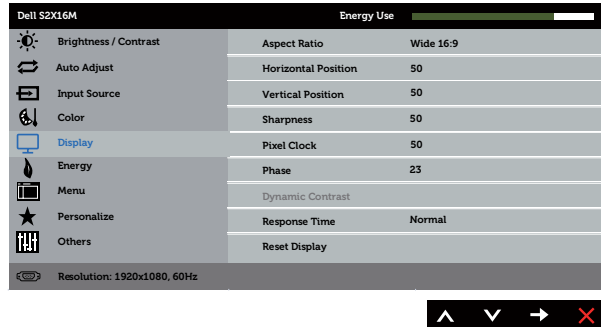 Dell S2X16M Energy Use
Brightness / Contrast Aspect Ratio Wide 16:9
Auto Adjust Horizontal Position 50
Input Source Vertical Position 50
Color Sharpness 50
Display Pixel Clock 50
Energy Phase 23
Menu Dynamic Contrast
Personalize Response Time Normal
Others Reset Display
Resolution: 1920x1080, 60Hz